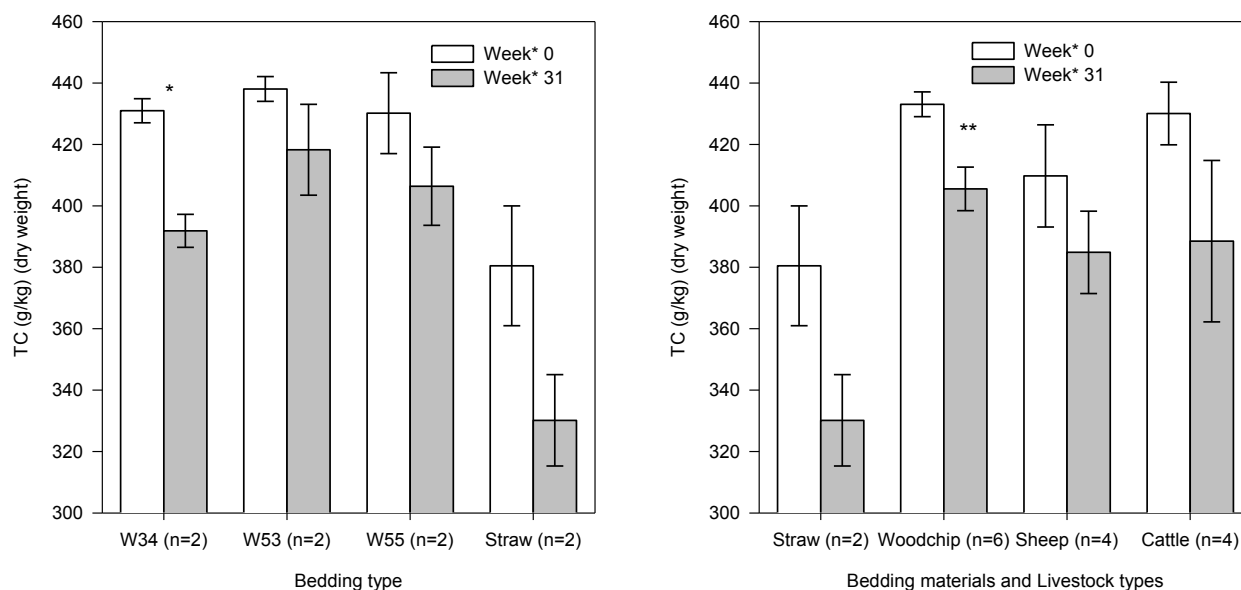 460
440
420
400
380
360
340
320
300
TC (g/kg) (dry weight)
Week* 0
Week* 31
*
W34 (n=2) W53 (n=2) W55 (n=2) Straw (n=2)
Bedding type
460
440
420
400
380
360
340
320
300
TC (g/kg) (dry weight)
Week* 0
Week* 31
**
Straw (n=2) Woodchip (n=6) Sheep (n=4) Cattle (n=4)
Bedding materials and Livestock types